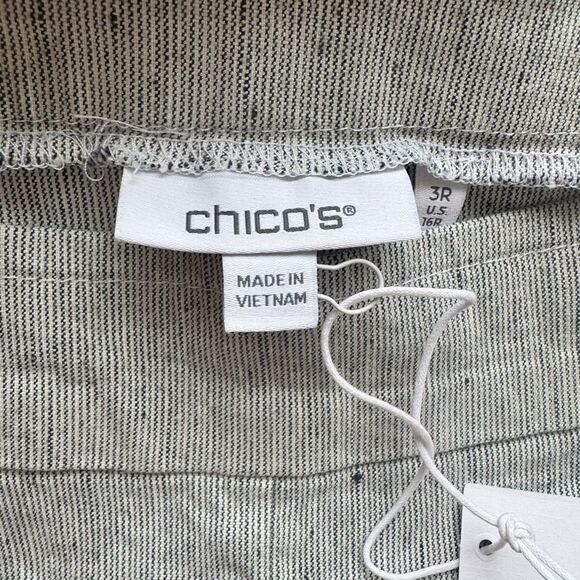 chico's®
3R
U.S.
16R
MADE IN
VIETNAM